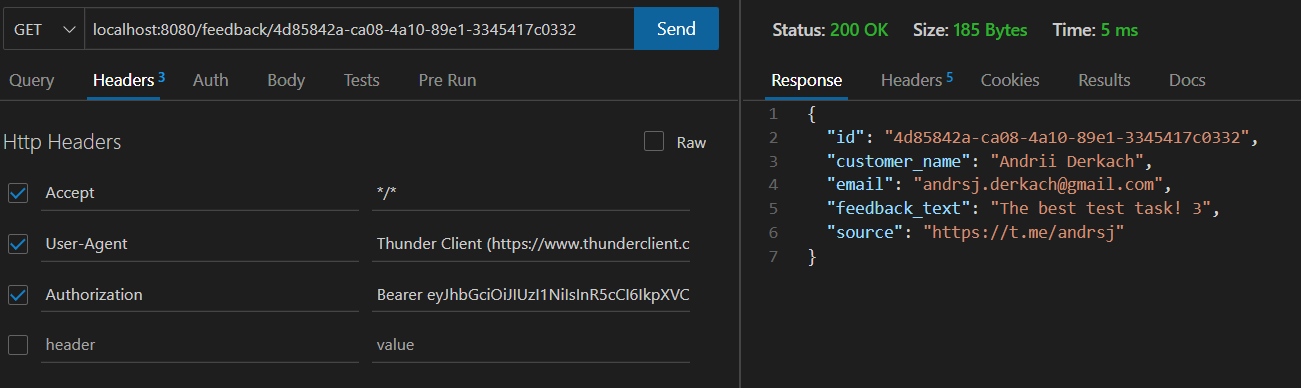 GET
localhost:8080/feedback/4d85842a-ca08-4a10-89e1-3345417c0332
Send
Query Headers 3 Auth Body Tests Pre Run
Http Headers
Raw
Accept */*
User-Agent Thunder Client (https://www.thunderclient.c
Authorization Bearer eyJhbGciOiJIUzI1NiIsInR5cCI6IkpXVC
header value
Status: 200 OK Size: 185 Bytes Time: 5 ms
Response Headers 5 Cookies Results Docs
1 {
2 "id": "4d85842a-ca08-4a10-89e1-3345417c0332",
3 "customer_name": "Andrii Derkach",
4 "email": "andrsj.derkach@gmail.com",
5 "feedback_text": "The best test task! 3",
6 "source": "https://t.me/andrsj"
7 }